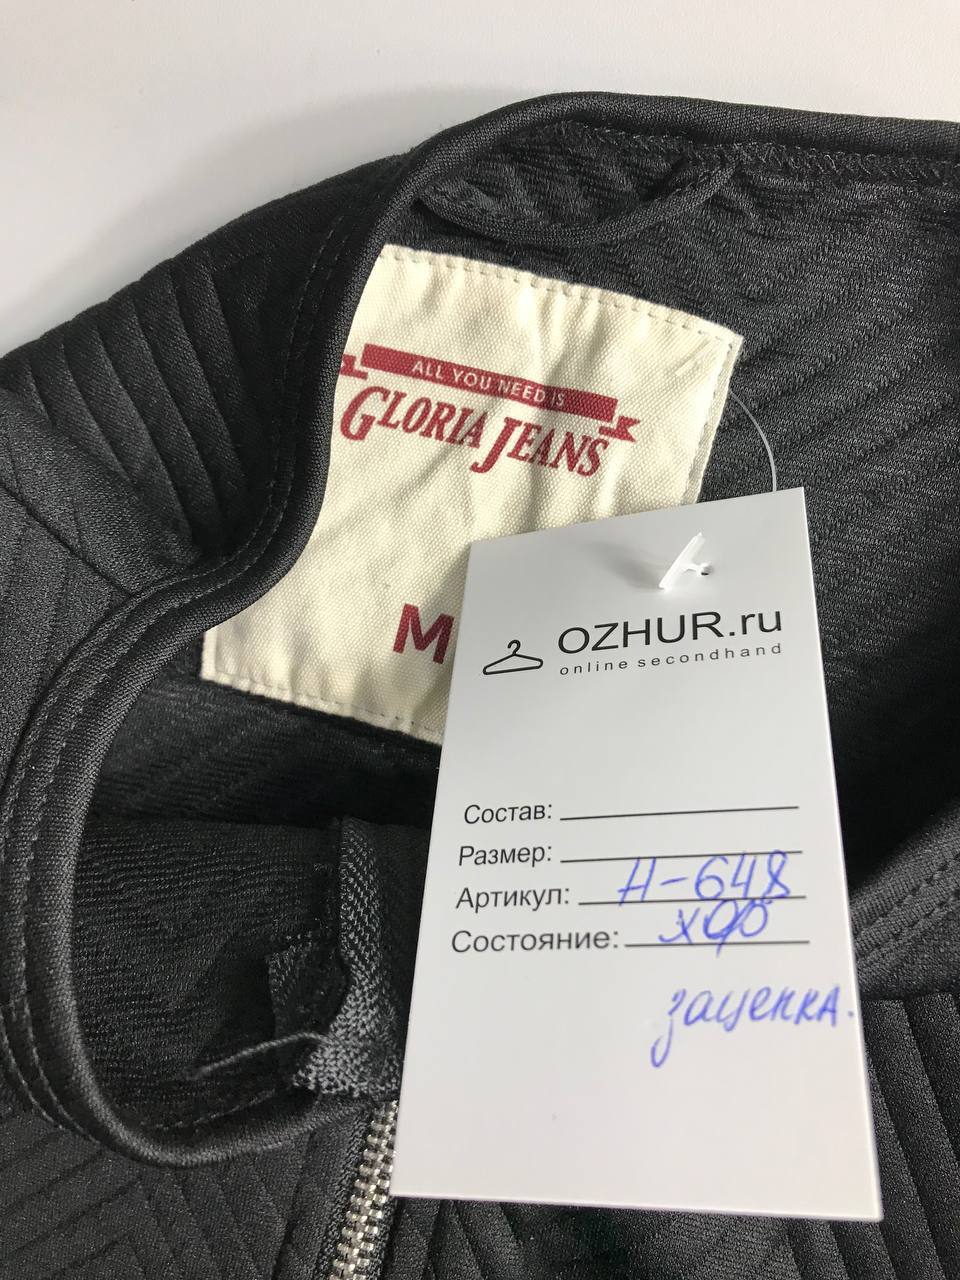 ALL YOU NEED IS
GLORIA JEANS
M
OZHUR.ru
online secondhand
Состав:
Размер:
Артикул: Н-648
Состояние: хор
зацепка.